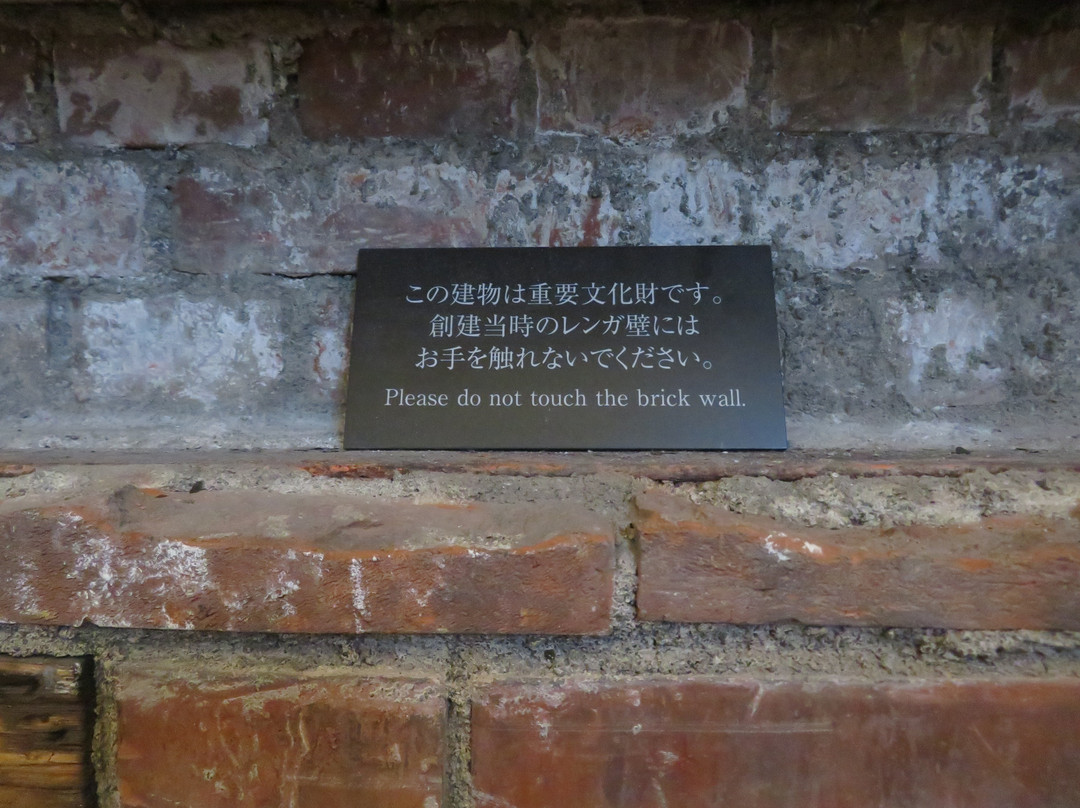 この建物は重要文化財です。
創建当時のレンガ壁には
お手を触れないでください。
Please do not touch the brick wall.